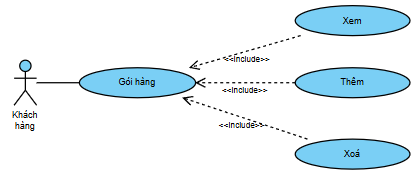 Xem
<<Include>>
Gói hàng
Thêm
<<Include>>
Khách
hàng
<<Include>>
Xoá